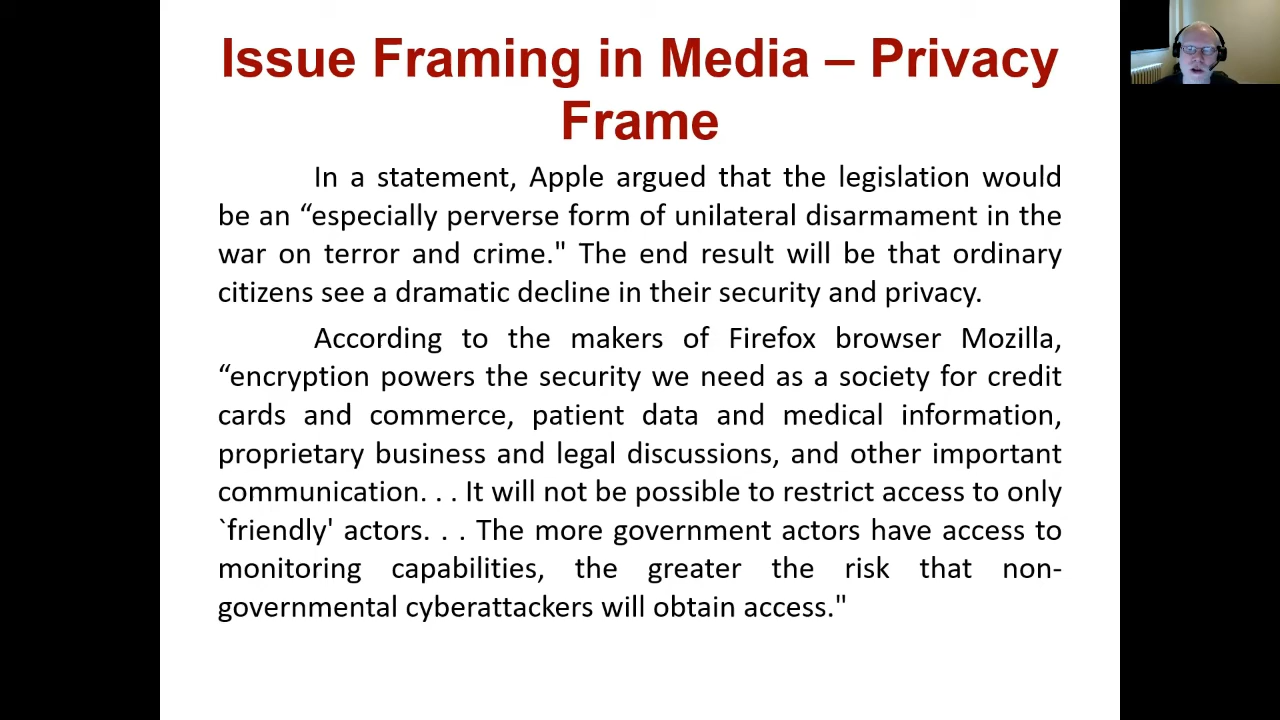 Issue Framing in Media – Privacy
Frame
In a statement, Apple argued that the legislation would
be an “especially perverse form of unilateral disarmament in the
war on terror and crime." The end result will be that ordinary
citizens see a dramatic decline in their security and privacy.
According to the makers of Firefox browser Mozilla,
“encryption powers the security we need as a society for credit
cards and commerce, patient data and medical information,
proprietary business and legal discussions, and other important
communication. . . It will not be possible to restrict access to only
`friendly' actors. . . The more government actors have access to
monitoring capabilities, the greater the risk that non-
governmental cyberattackers will obtain access."